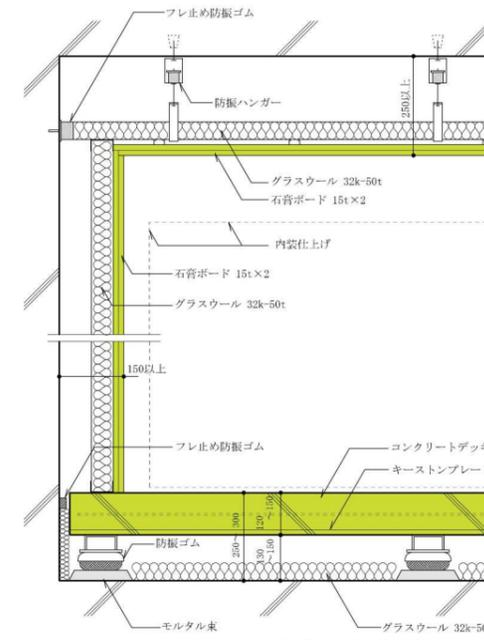 フレ止め防振ゴム
防振ハンガー
250以上
グラスウール 32k-50t
石膏ボード 15t×2
内装仕上げ
石膏ボード 15t×2
グラスウール 32k-50t
150以上
フレ止め防振ゴム
コンクリートデッキ
キーストンプレー
250~300
120~150
130~150
防振ゴム
モルタル束
グラスウール 32k-50